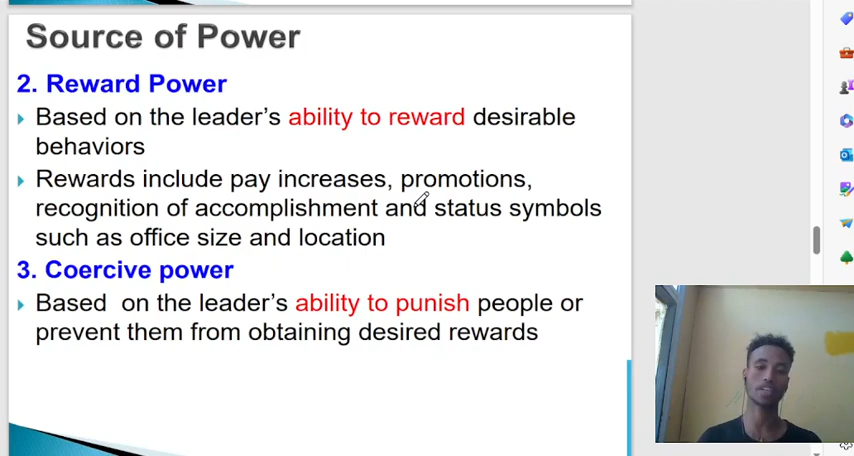 Source of Power
2. Reward Power
Based on the leader’s ability to reward desirable
behaviors
Rewards include pay increases, promotions,
recognition of accomplishment and status symbols
such as office size and location
3. Coercive power
Based on the leader’s ability to punish people or
prevent them from obtaining desired rewards